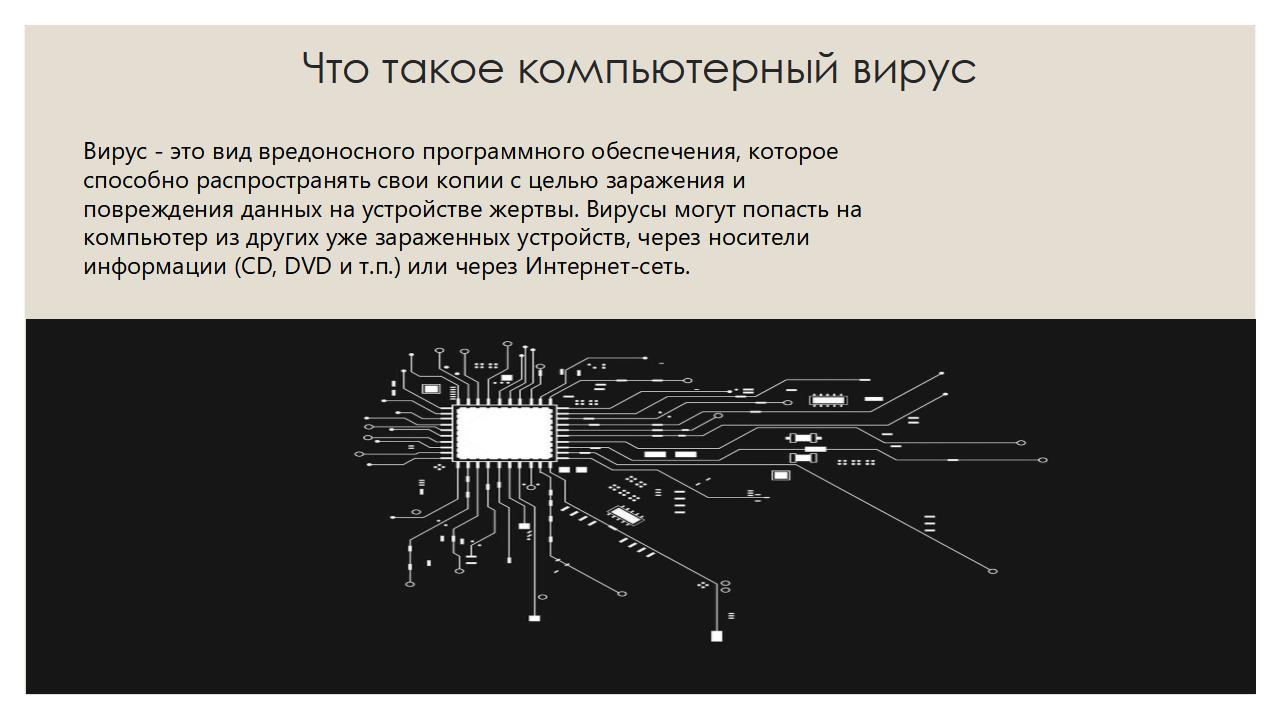 Что такое компьютерный вирус
Вирус - это вид вредоносного программного обеспечения, которое
способно распространять свои копии с целью заражения и
повреждения данных на устройстве жертвы. Вирусы могут попасть на
компьютер из других уже зараженных устройств, через носители
информации (CD, DVD и т.п.) или через Интернет-сеть.